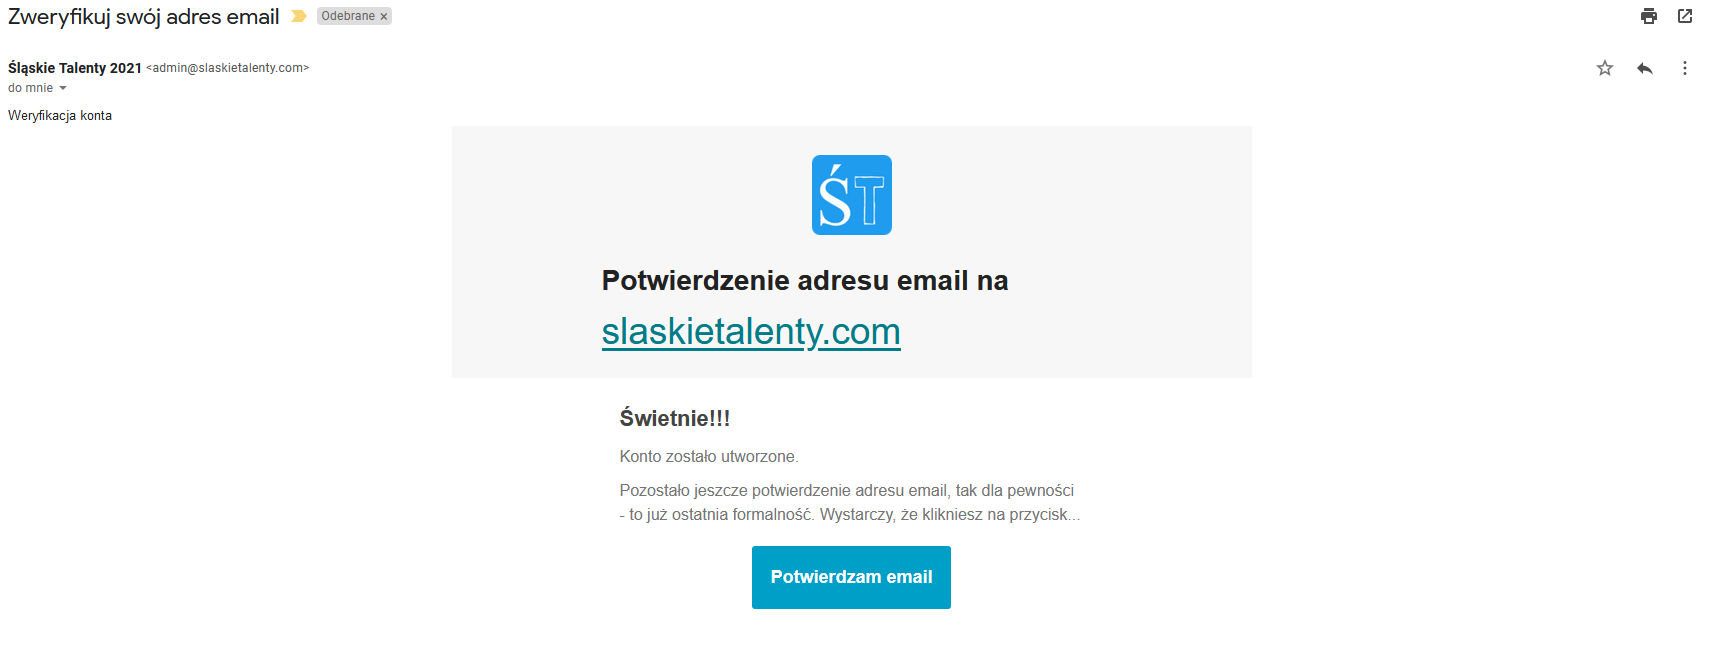 Zweryfikuj swój adres email
Odebrane ×
Śląskie Talenty 2021 <admin@slaskietalenty.com>
do mnie
Weryfikacja konta
ŚT
Potwierdzenie adresu email na
slaskietalenty.com
Świetnie!!!
Konto zostało utworzone.
Pozostało jeszcze potwierdzenie adresu email, tak dla pewności
- to już ostatnia formalność. Wystarczy, że klikniesz na przycisk...
Potwierdzam email